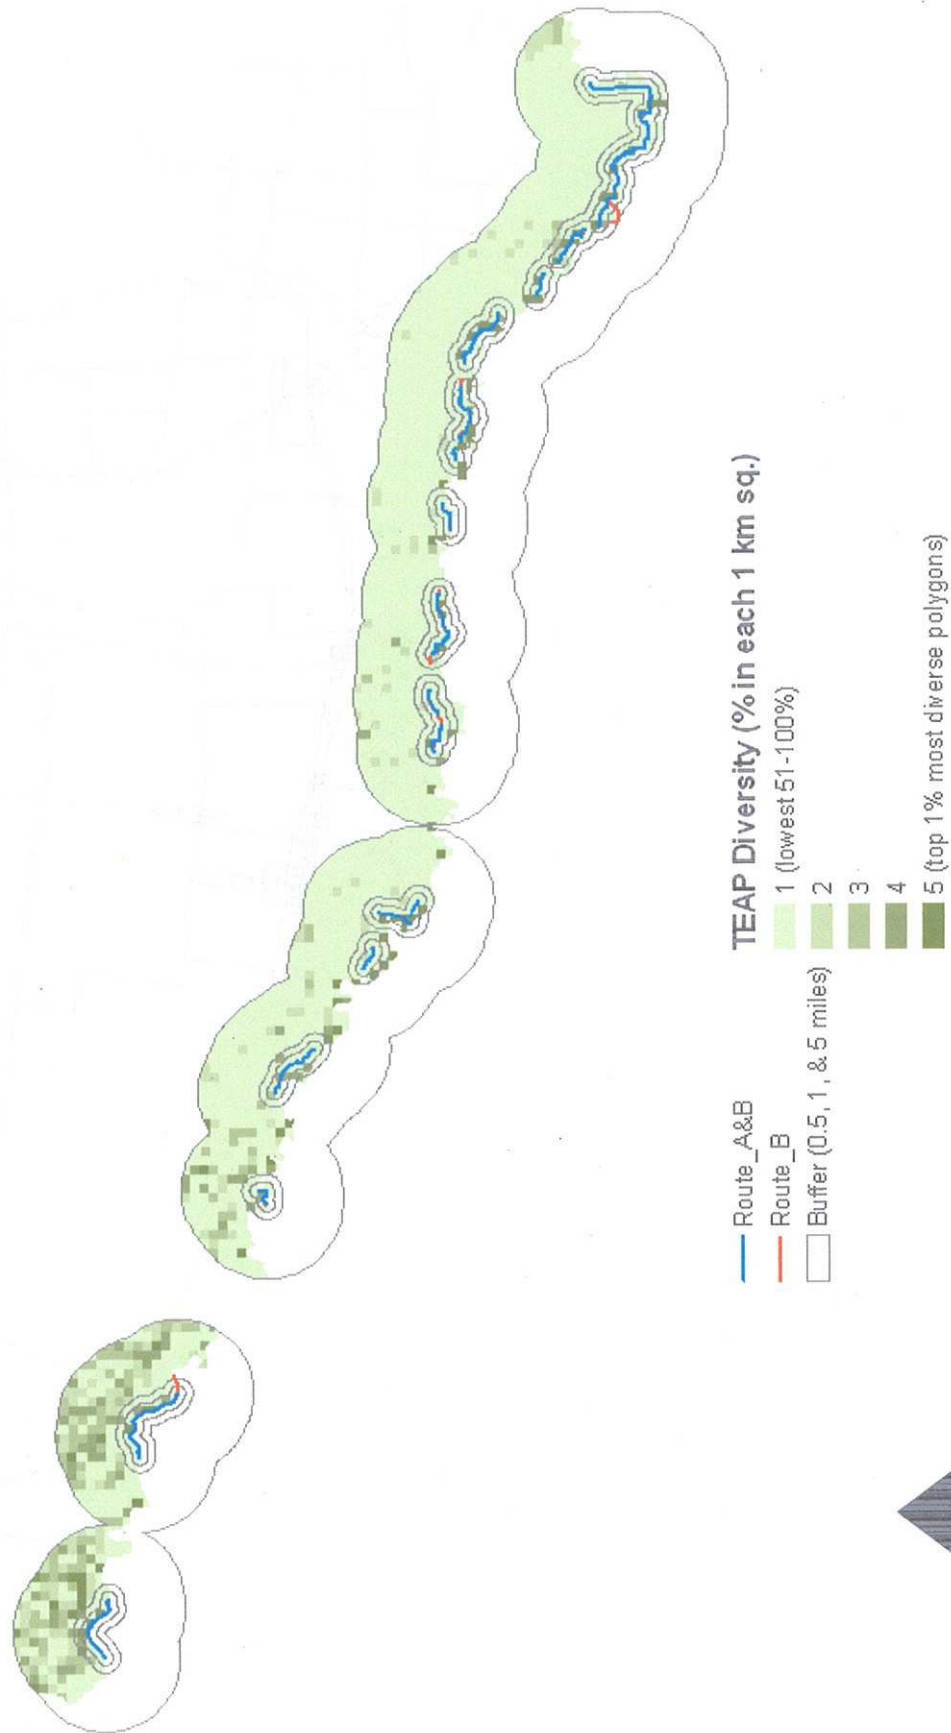 TEAP Diversity (% in each 1 km sq.)
1 (lowest 51-100%)
2
3
4
5 (top 1% most diverse polygons)
Route_A&B
Route_B
Buffer (0.5, 1, & 5 miles)